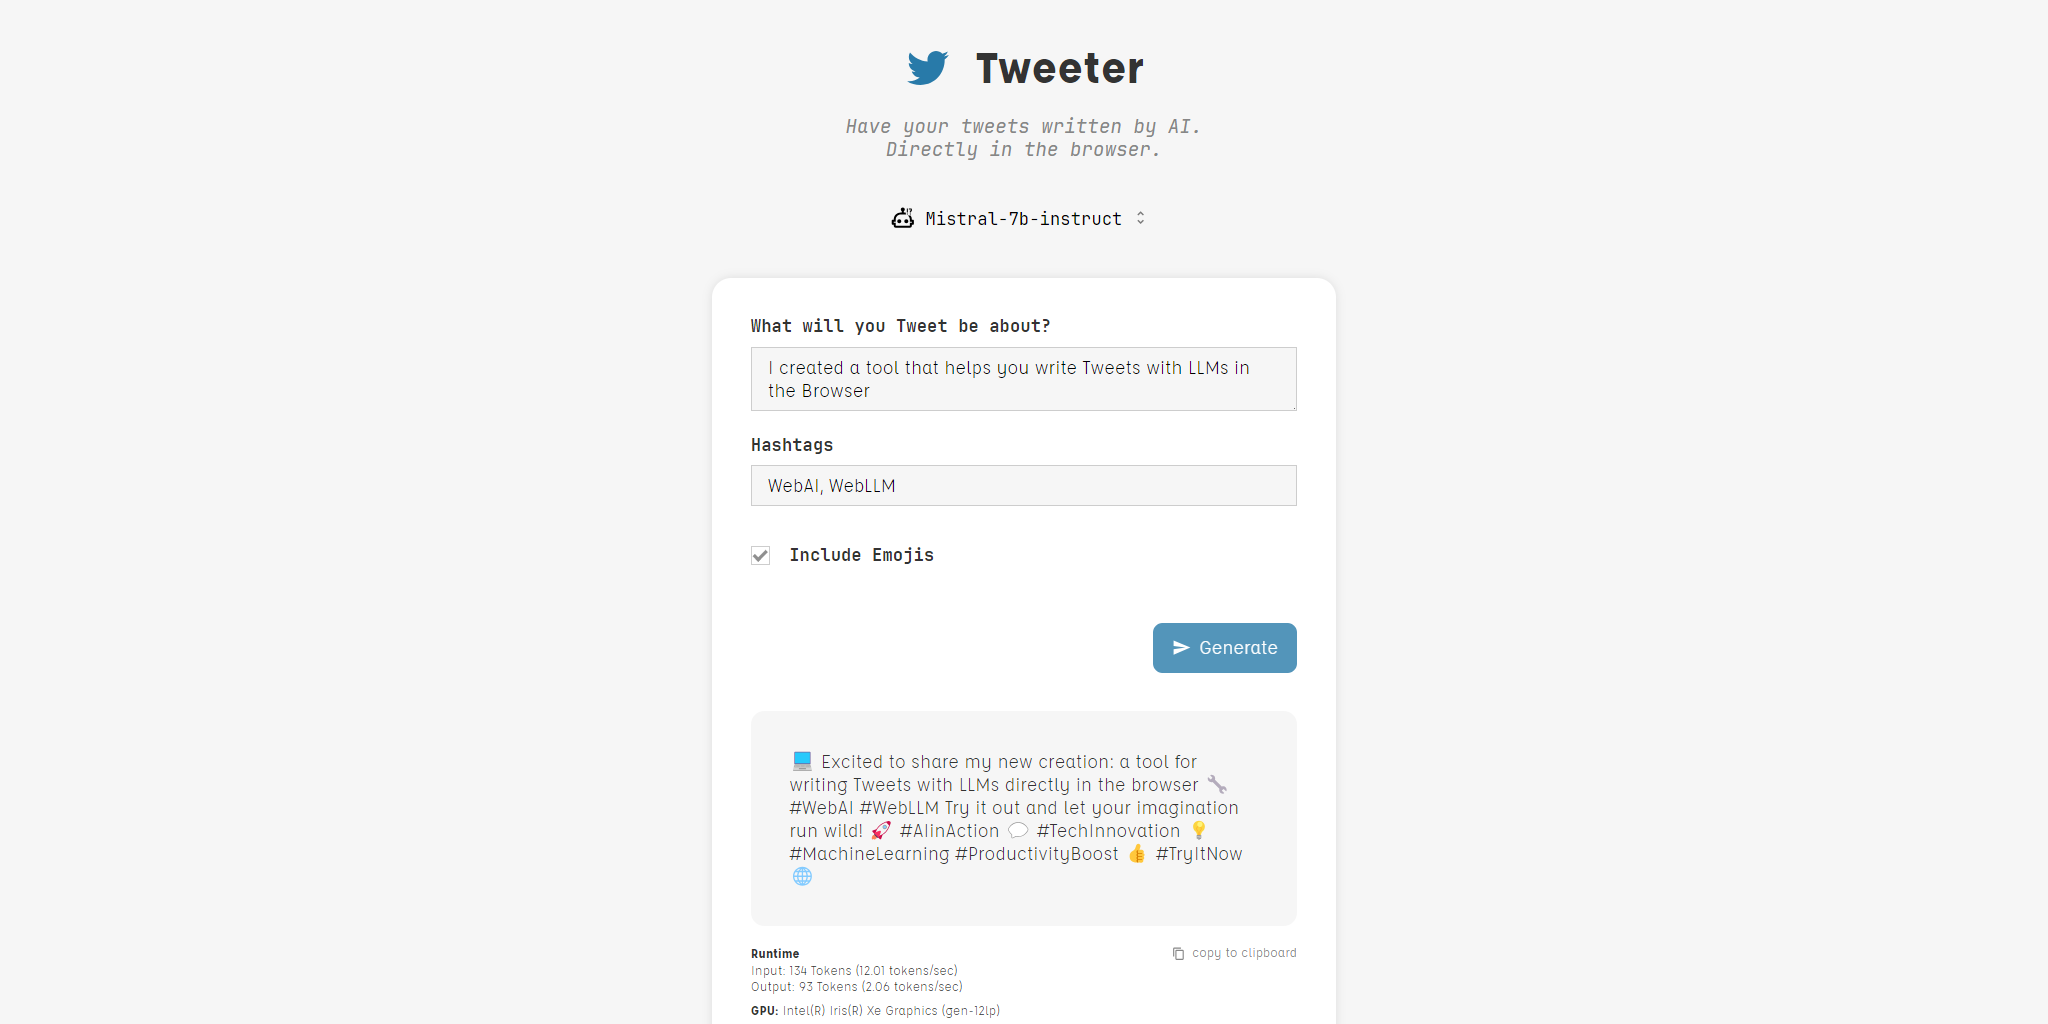 Tweeter
Have your tweets written by AI.
Directly in the browser.
Mistral-7b-instruct
What will you Tweet be about?
I created a tool that helps you write Tweets with LLMs in
the Browser
Hashtags
WebAI, WebLLM
Include Emojis
Generate
💻 Excited to share my new creation: a tool for
writing Tweets with LLMs directly in the browser 🔧
#WebAI #WebLLM Try it out and let your imagination
run wild! 🚀 #AIinAction 💬 #TechInnovation 💡
#MachineLearning #ProductivityBoost 👍 #TryItNow
🌐
Runtime
copy to clipboard
Input: 134 Tokens (12.01 tokens/sec)
Output: 93 Tokens (2.06 tokens/sec)
GPU: Intel(R) Iris(R) Xe Graphics (gen-12lp)